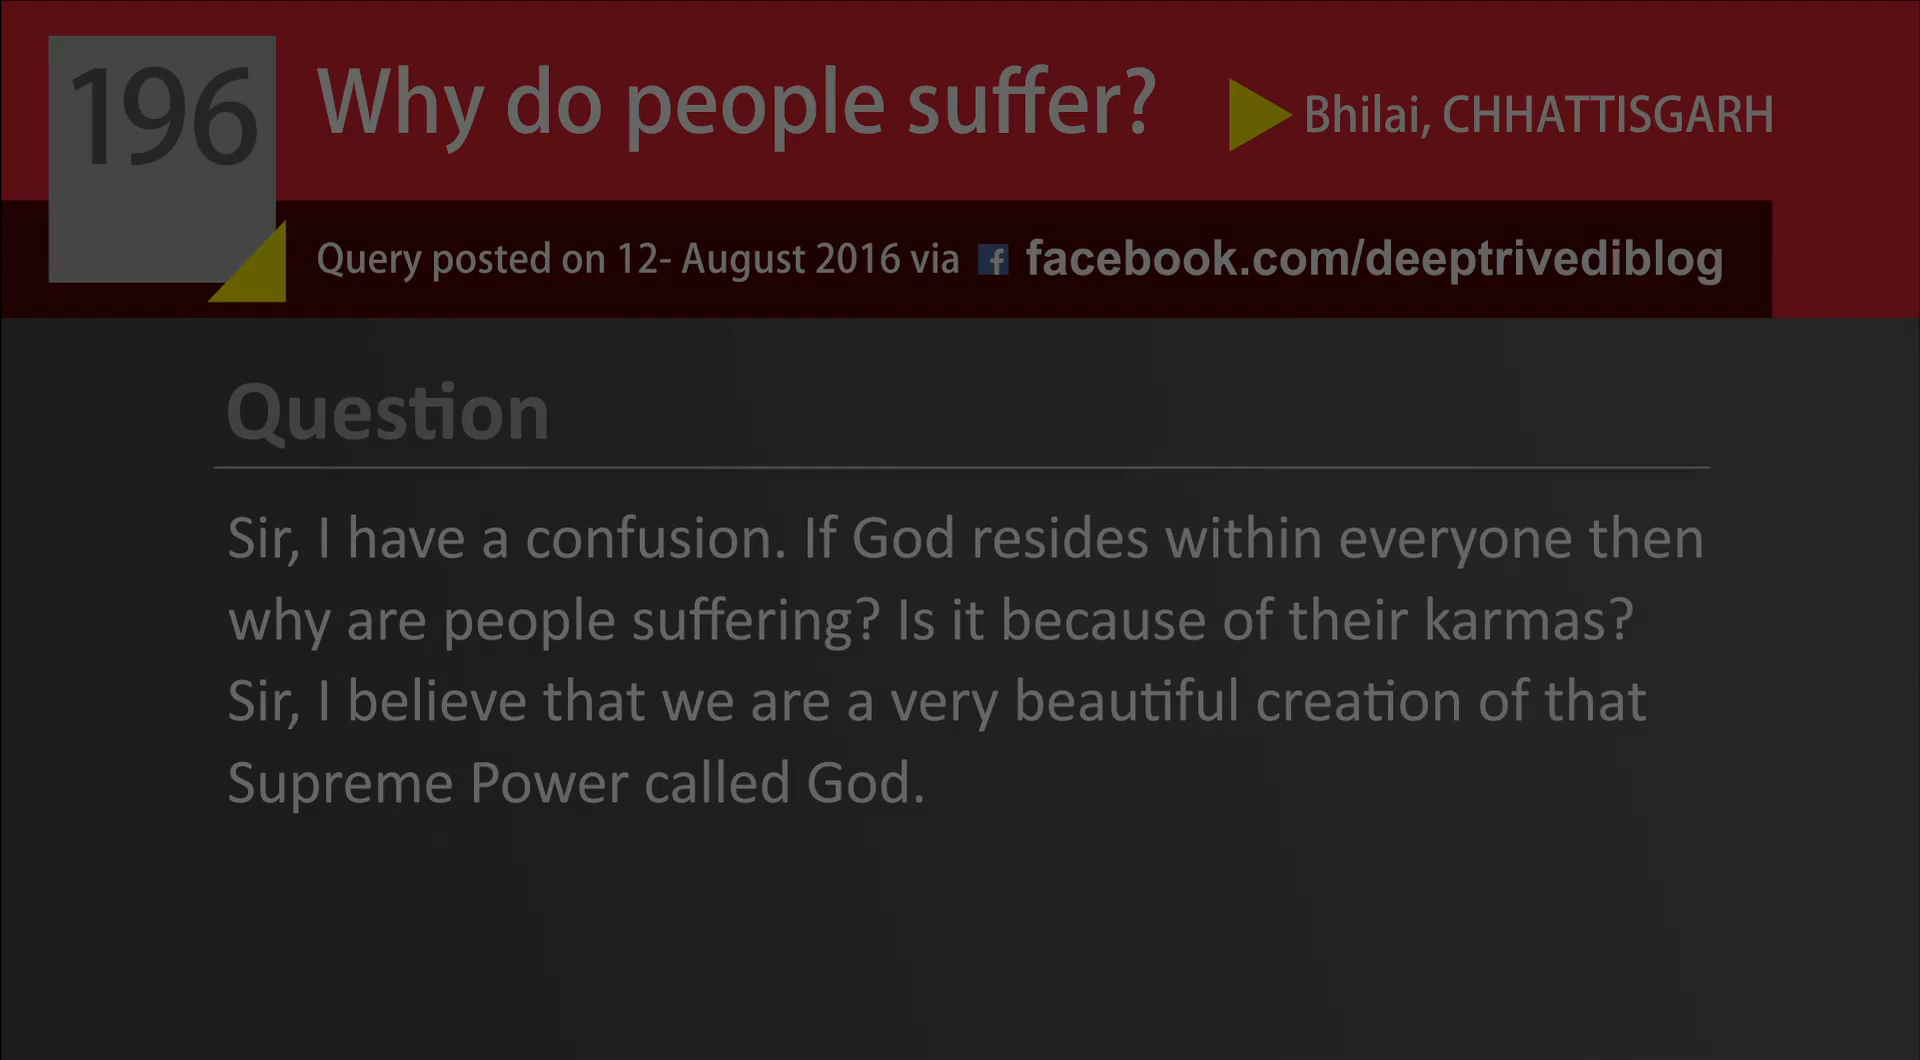 196
Why do people suffer?
Bhilai, CHHATTISGARH
Query posted on 12- August 2016 via f facebook.com/deeptrivediblog
Question
Sir, I have a confusion. If God resides within everyone then
why are people suffering? Is it because of their karmas?
Sir, I believe that we are a very beautiful creation of that
Supreme Power called God.